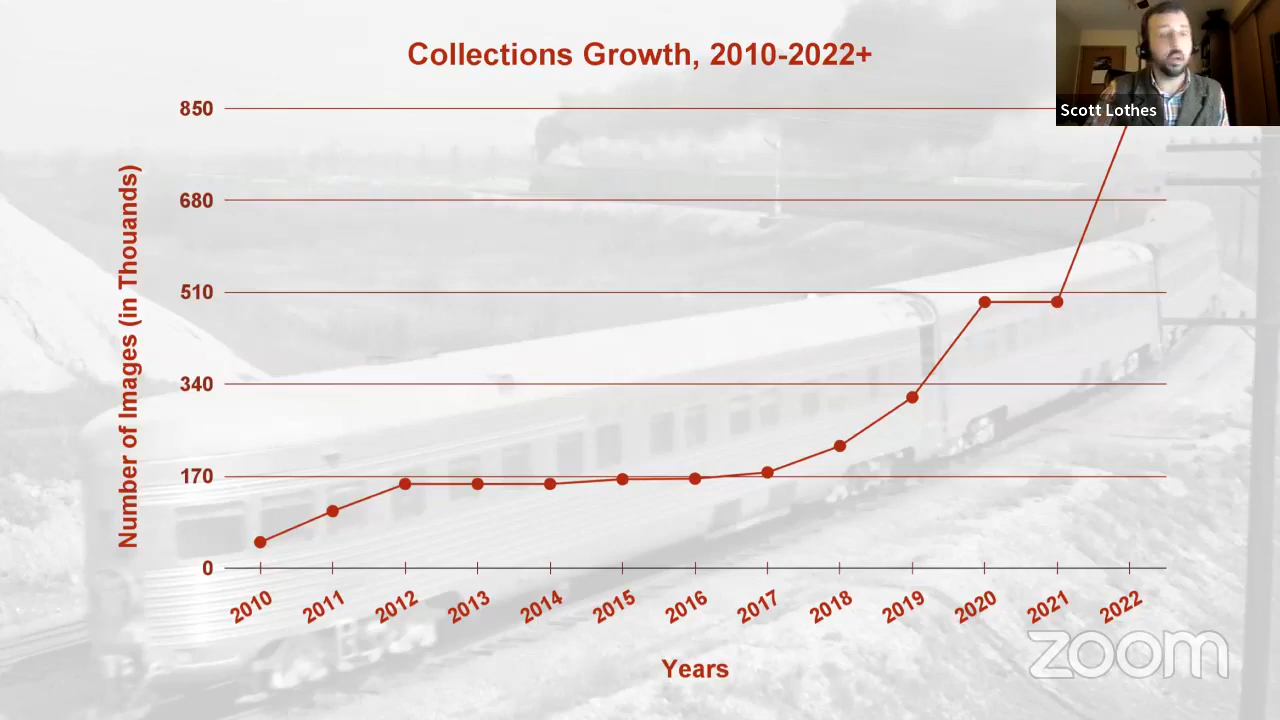 Collections Growth, 2010-2022+
Scott Lothes
850
680
510
340
170
0
Number of Images (in Thouands)
2010 2011 2012 2013 2014 2015 2016 2017 2018 2019 2020 2021 2022
Years
zoom